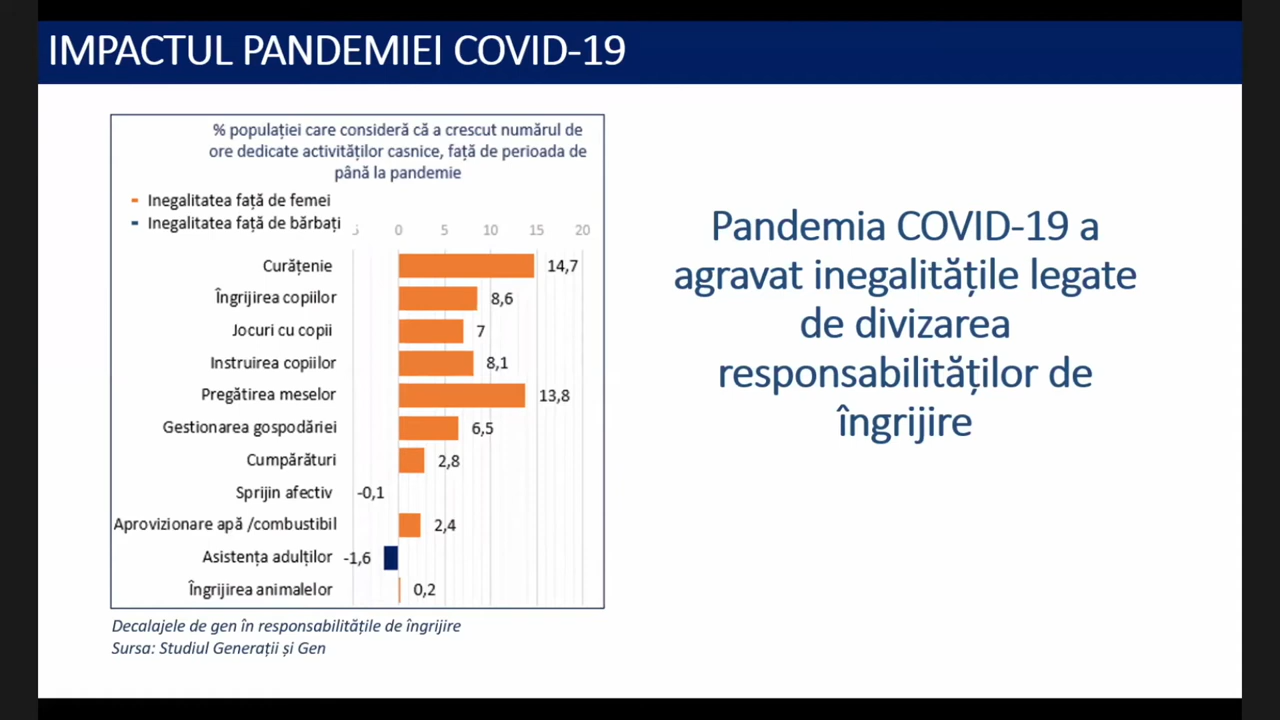 IMPACTUL PANDEMIEI COVID-19
% populației care consideră că a crescut numărul de
ore dedicate activităților casnice, față de perioada de
până la pandemie
Inegalitatea față de femei
Inegalitatea față de bărbați
5 0 5 10 15 20
Curățenie 14,7
Îngrijirea copiilor 8,6
Jocuri cu copii 7
Instruirea copiilor 8,1
Pregătirea meselor 13,8
Gestionarea gospodăriei 6,5
Cumpărături 2,8
Sprijin afectiv -0,1
Aprovizionare apă /combustibil 2,4
Asistența adulților -1,6
Îngrijirea animalelor 0,2
Decalajele de gen în responsabilitățile de îngrijire
Sursa: Studiul Generații și Gen
Pandemia COVID-19 a
agravat inegalitățile legate
de divizarea
responsabilităților de
îngrijire